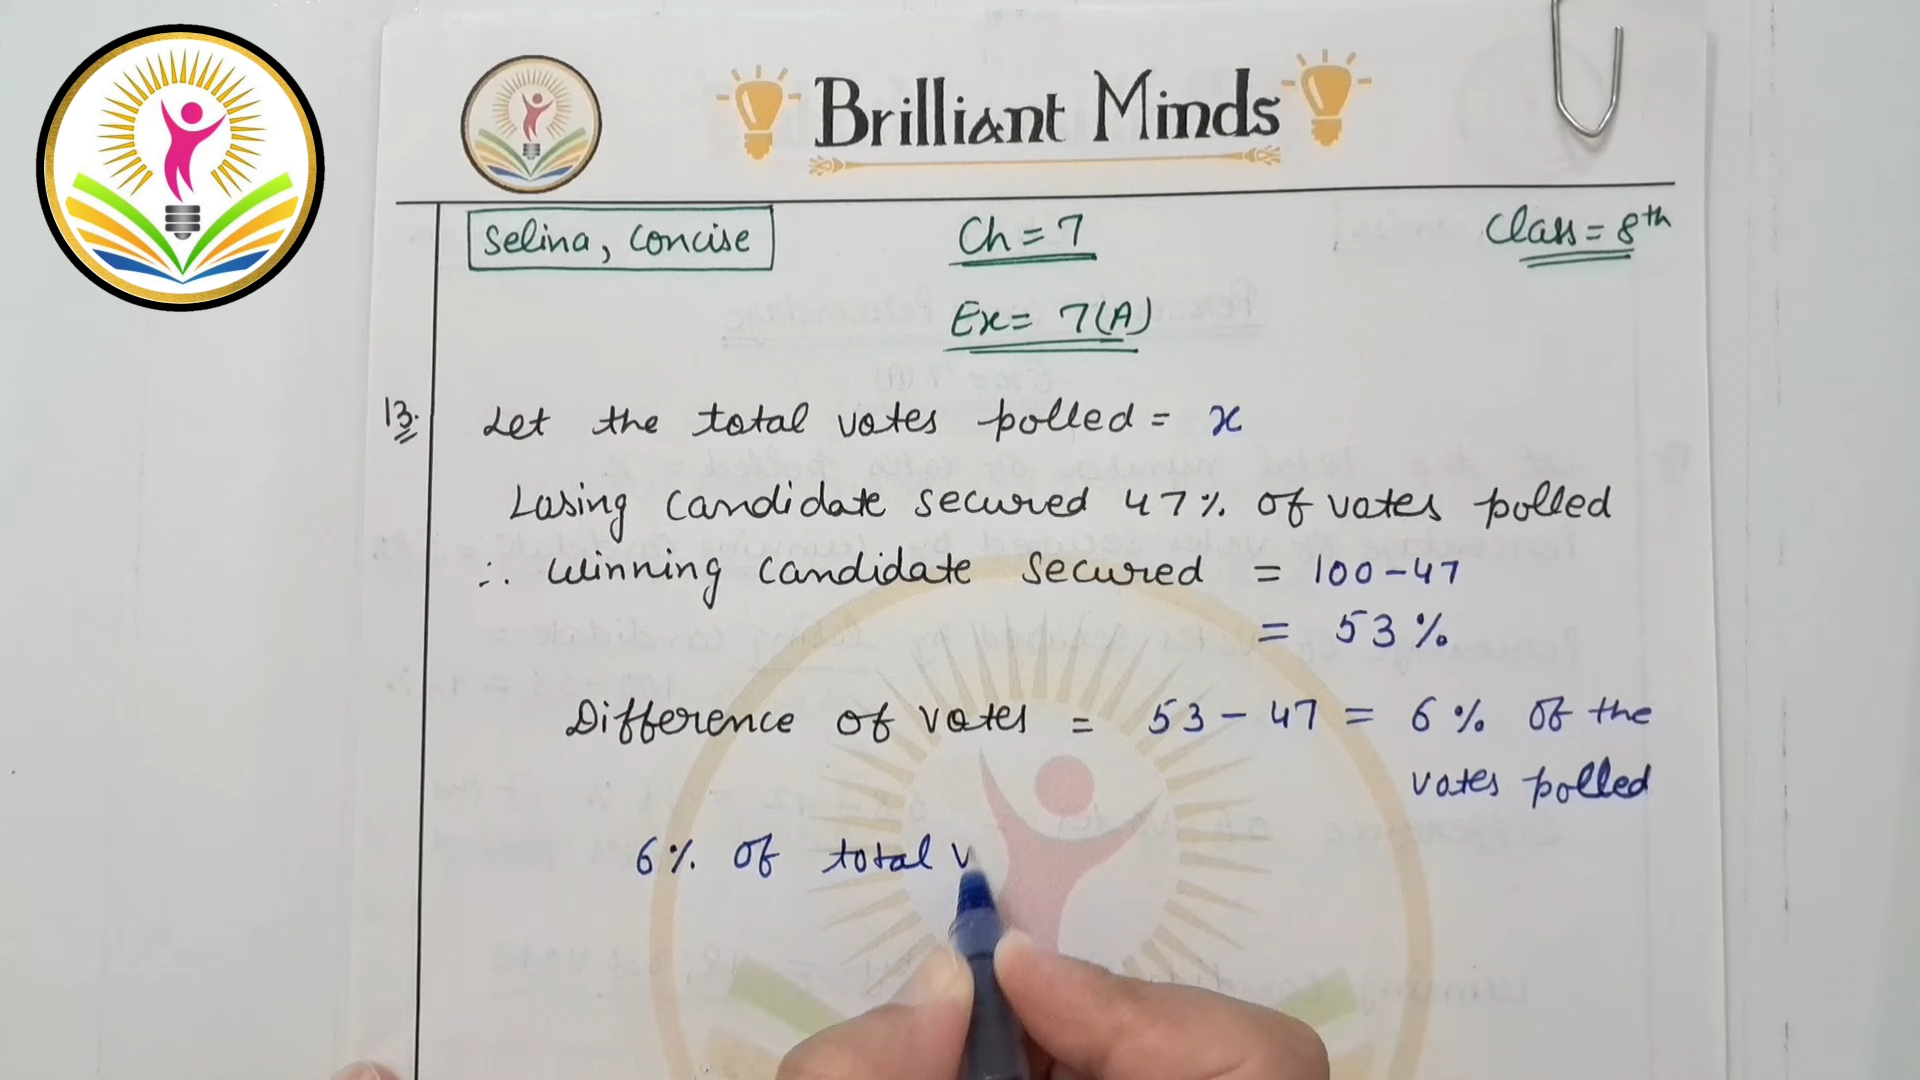 Brilliant Minds
Selina, Concise Ch = 7 Class = 8th
Ex = 7(A)
13. Let the total votes polled = x
Losing candidate secured 47% of votes polled
∴ Winning candidate secured = 100 - 47
= 53%
Difference of votes = 53 - 47 = 6% of the
votes polled
6% of total v